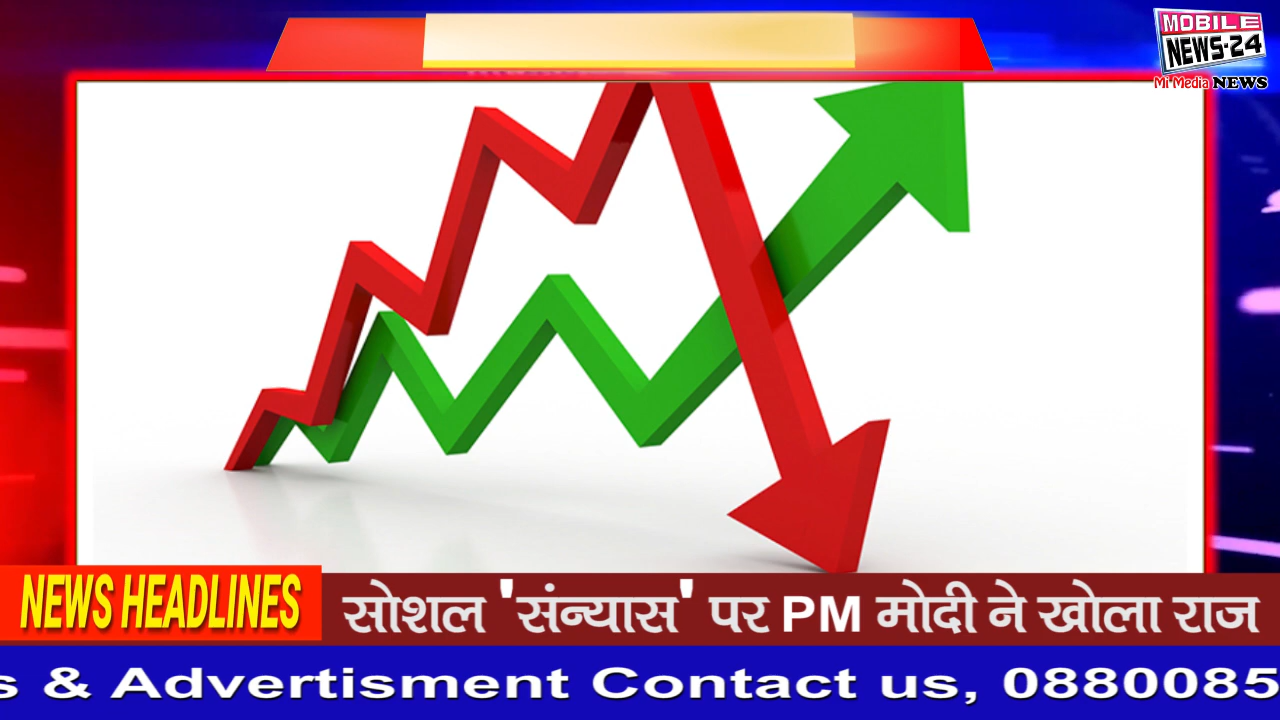 MOBILE
NEWS-24
Mi Media NEWS
NEWS HEADLINES
सोशल 'संन्यास' पर PM मोदी ने खोला राज
s & Advertisment Contact us, 0880085